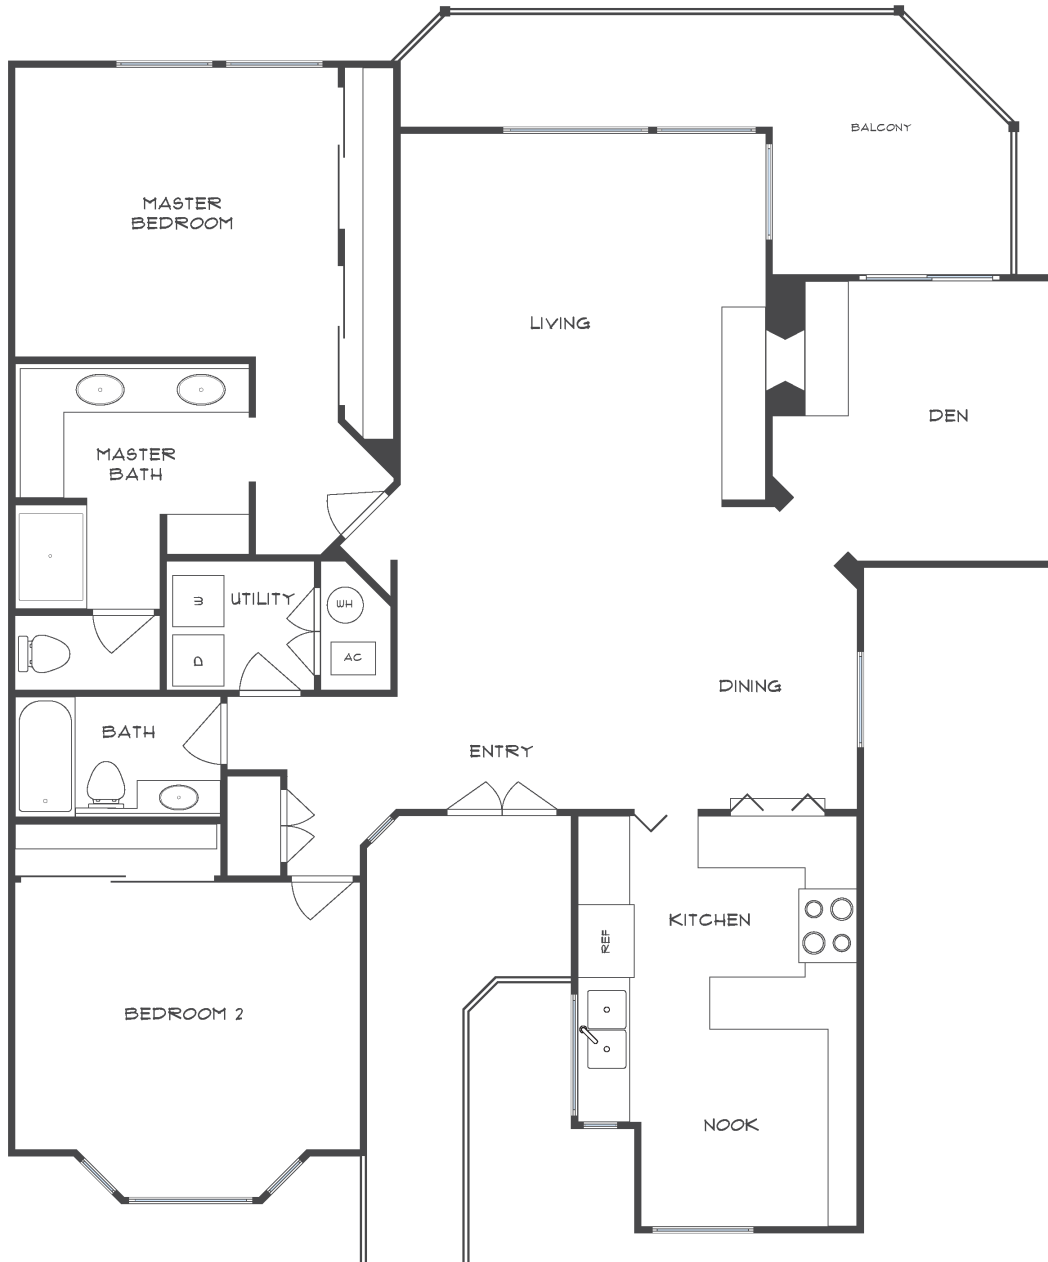 BALCONY
MASTER
BEDROOM
LIVING
DEN
MASTER
BATH
W
UTILITY
WH
D
AC
DINING
BATH
ENTRY
KITCHEN
REF
BEDROOM 2
NOOK